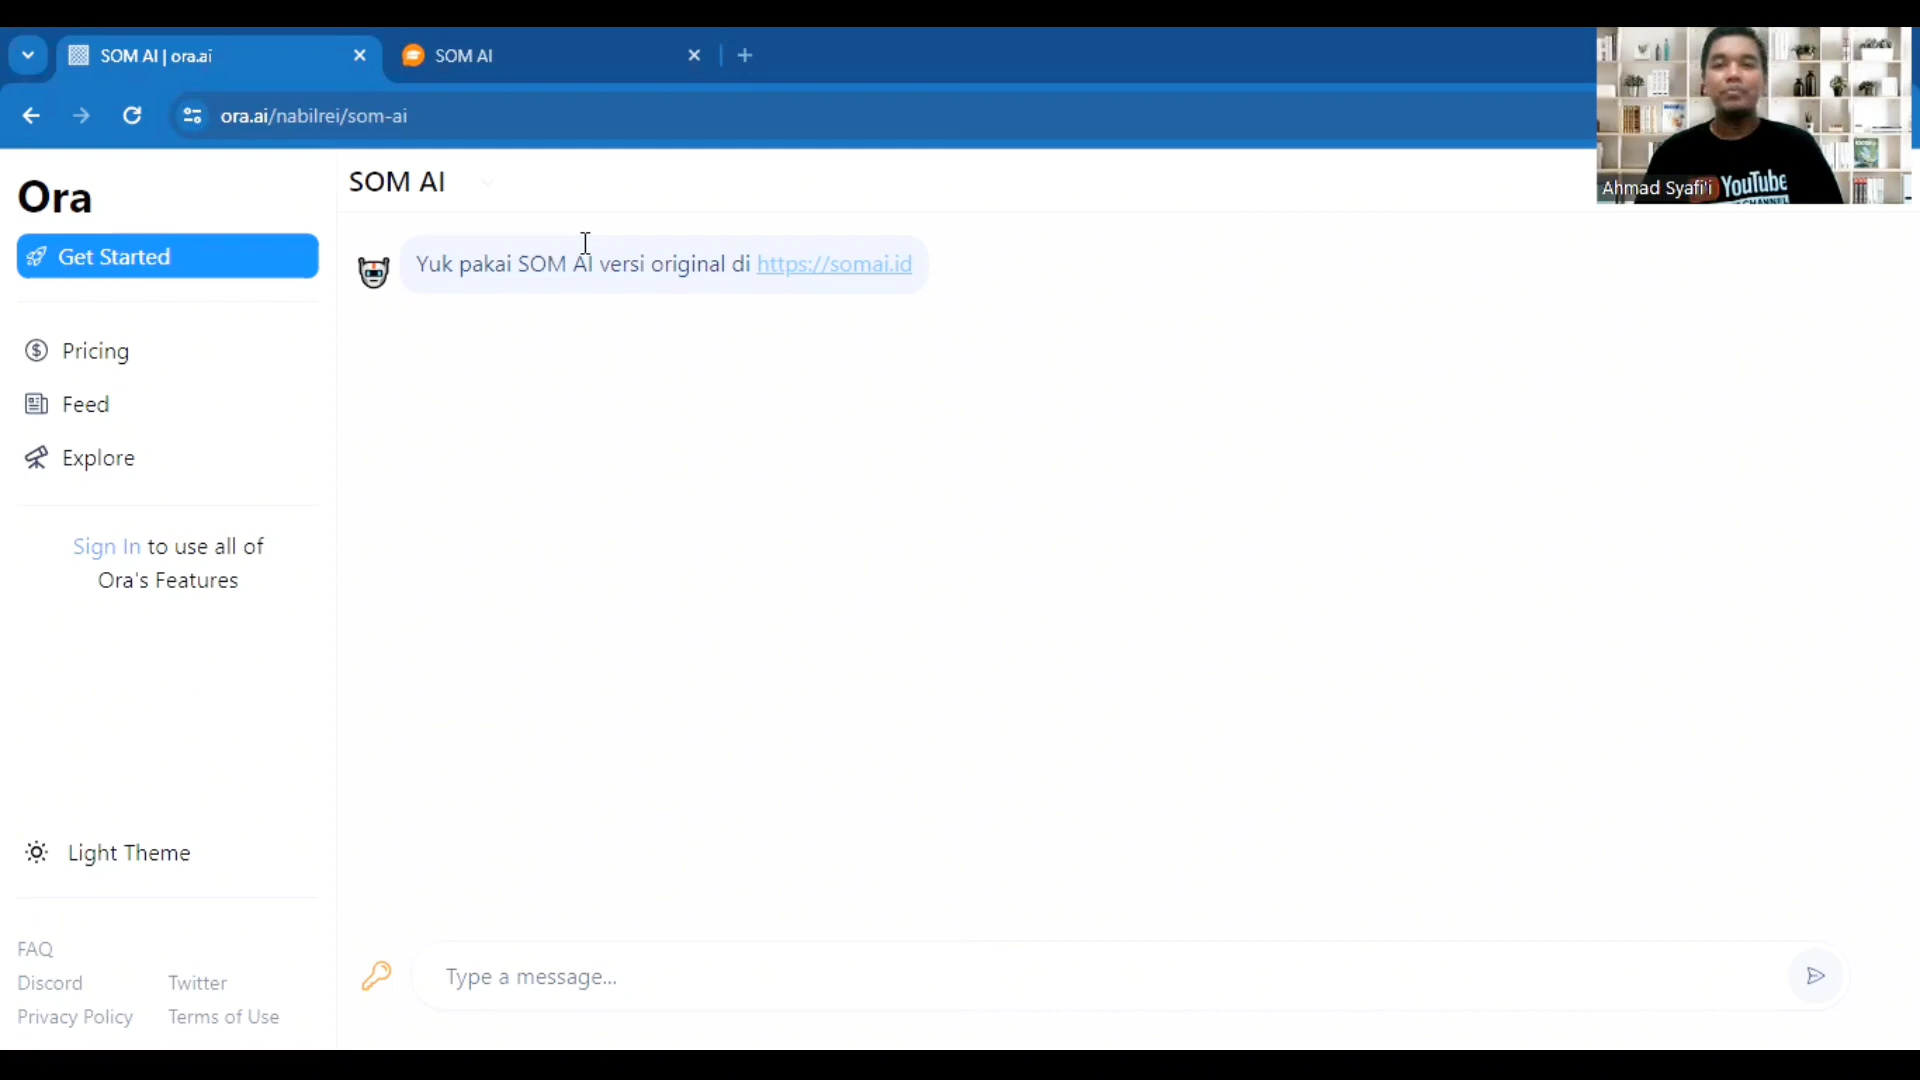 SOM AI | ora.ai
SOM AI
ora.ai/nabilrei/som-ai
Ora
Get Started
Pricing
Feed
Explore
Sign In to use all of
Ora's Features
Light Theme
FAQ
Discord
Twitter
Privacy Policy
Terms of Use
SOM AI
Yuk pakai SOM AI versi original di https://somai.id
Type a message...
Ahmad Syafi'i
YouTube
CHANNEL